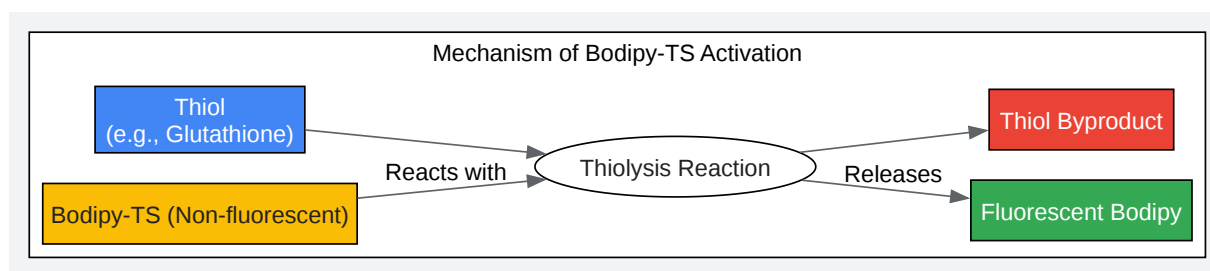 Mechanism of Bodipy-TS Activation
Thiol
(e.g., Glutathione)
Bodipy-TS (Non-fluorescent)
Reacts with
Thiolysis Reaction
Releases
Thiol Byproduct
Fluorescent Bodipy